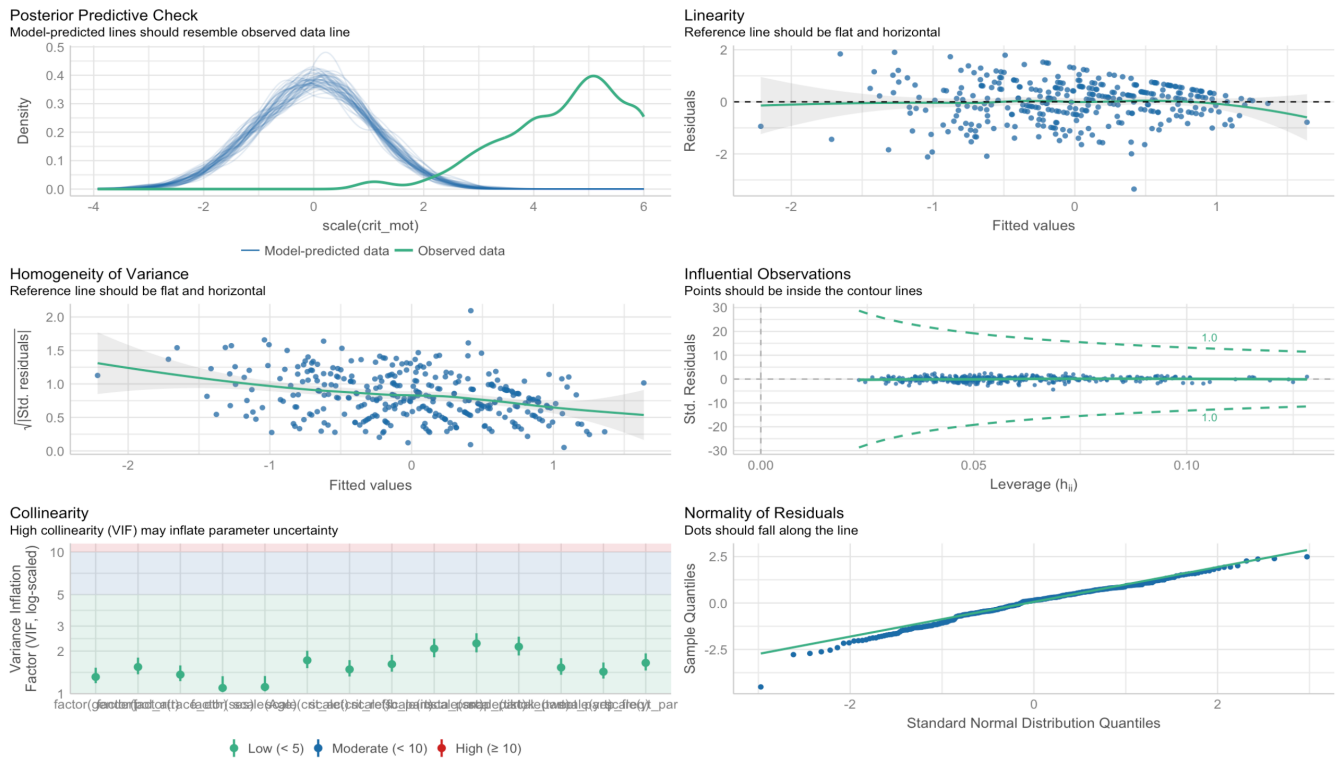 Posterior Predictive Check
Model-predicted lines should resemble observed data line
0.5
0.4
0.3
0.2
0.1
0.0
Density
-4 -2 0 2 4 6
scale(crit_mot)
Model-predicted data Observed data
Linearity
Reference line should be flat and horizontal
2
0
-2
Residuals
-2 -1 0 1
Fitted values
Homogeneity of Variance
Reference line should be flat and horizontal
2.0
1.5
1.0
0.5
0.0
√|Std. residuals|
-2 -1 0 1
Fitted values
Influential Observations
Points should be inside the contour lines
30
20
10
0
-10
-20
-30
Std. Residuals
1.0
1.0
0.00 0.05 0.10
Leverage (hii)
Collinearity
High collinearity (VIF) may inflate parameter uncertainty
10
5
3
2
1
Variance Inflation
Factor (VIF, log-scaled)
Low (< 5) Moderate (< 10) High (≥ 10)
Normality of Residuals
Dots should fall along the line
2.5
0.0
-2.5
Sample Quantiles
-2 0 2
Standard Normal Distribution Quantiles